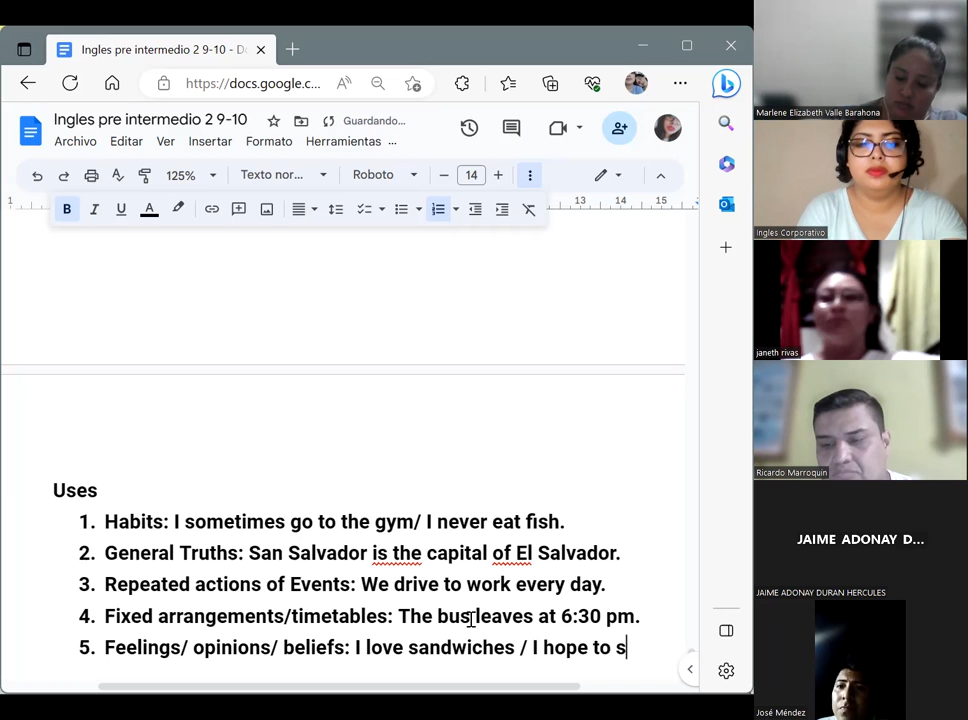 Ingles pre intermedio 2 9-10 - D
https://docs.google.c...
Ingles pre intermedio 2 9-10
Guardando...
Archivo Editar Ver Insertar Formato Herramientas ...
125% Texto nor... Roboto 14
1 13 14 15
Uses
1. Habits: I sometimes go to the gym/ I never eat fish.
2. General Truths: San Salvador is the capital of El Salvador.
3. Repeated actions of Events: We drive to work every day.
4. Fixed arrangements/timetables: The bus leaves at 6:30 pm.
5. Feelings/ opinions/ beliefs: I love sandwiches / I hope to s
Marlene Elizabeth Valle Barahona
Ingles Corporativo
janeth rivas
Ricardo Marroquin
JAIME ADONAY D...
JAIME ADONAY DURAN HERCULES
José Méndez